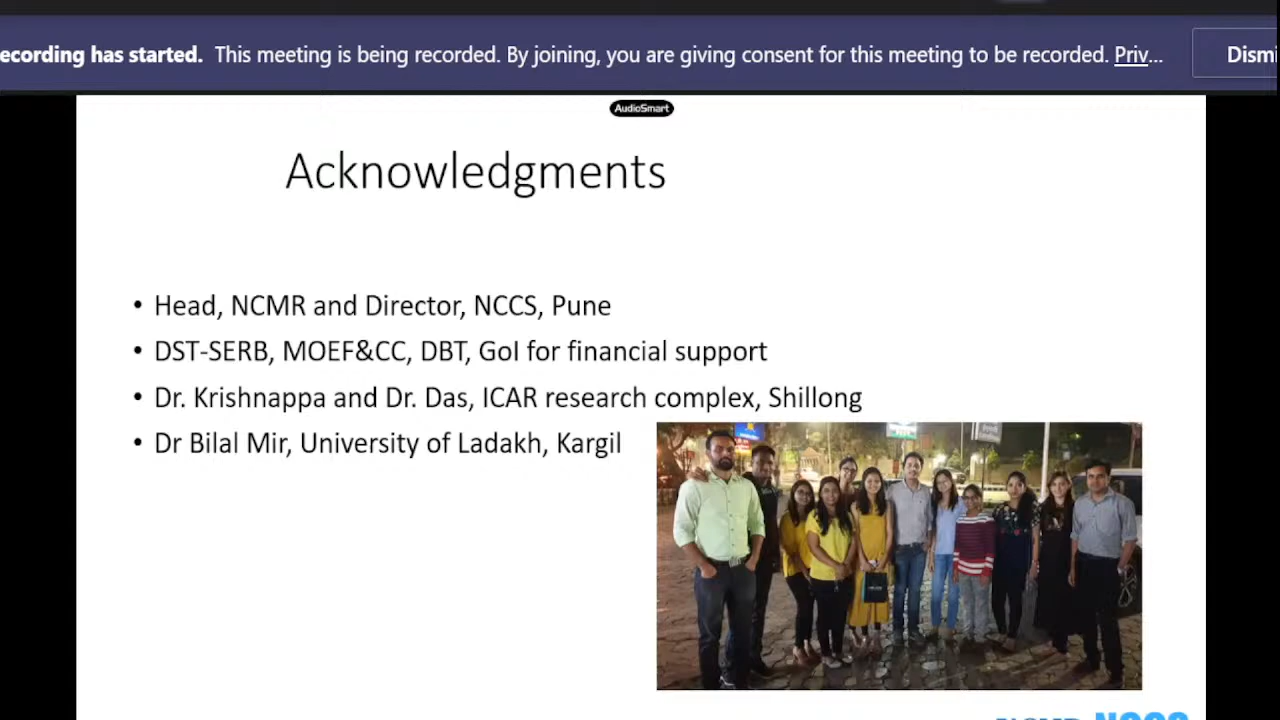 ecording has started. This meeting is being recorded. By joining, you are giving consent for this meeting to be recorded. Priv...
Dismi
AudioSmart
Acknowledgments
• Head, NCMR and Director, NCCS, Pune
• DST-SERB, MOEF&CC, DBT, GoI for financial support
• Dr. Krishnappa and Dr. Das, ICAR research complex, Shillong
• Dr Bilal Mir, University of Ladakh, Kargil